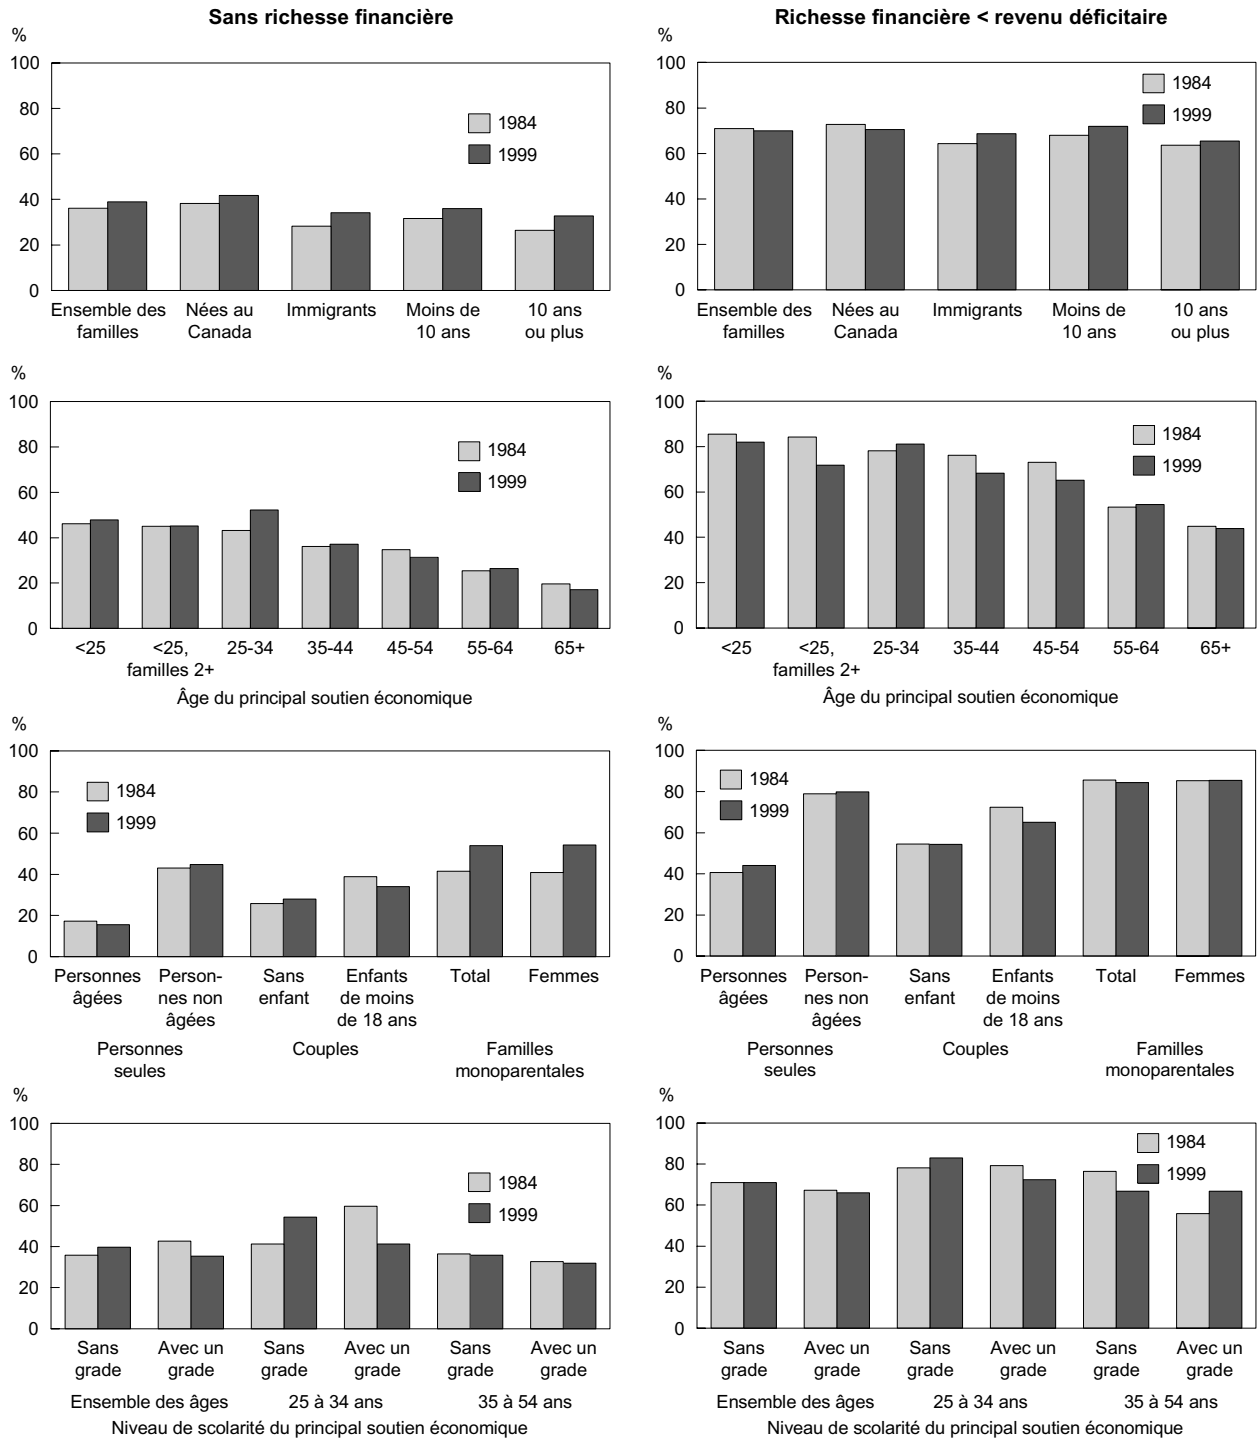 Sans richesse financière
%
100
80
60
40
20
0
1984
1999
Ensemble des Nées au Immigrants Moins de 10 ans
familles Canada 10 ans ou plus
Richesse financière < revenu déficitaire
%
100
80
60
40
20
0
1984
1999
Ensemble des Nées au Immigrants Moins de 10 ans
familles Canada 10 ans ou plus
%
100
80
60
40
20
0
1984
1999
<25 <25, 25-34 35-44 45-54 55-64 65+
familles 2+
Âge du principal soutien économique
%
100
80
60
40
20
0
1984
1999
<25 <25, 25-34 35-44 45-54 55-64 65+
familles 2+
Âge du principal soutien économique
%
100
80
60
40
20
0
1984
1999
Personnes Person- Sans Enfants Total Femmes
âgées nes non enfant de moins
âgées de 18 ans
Personnes Couples Familles
seules monoparentales
%
100
80
60
40
20
0
1984
1999
Personnes Person- Sans Enfants Total Femmes
âgées nes non enfant de moins
âgées de 18 ans
Personnes Couples Familles
seules monoparentales
%
100
80
60
40
20
0
1984
1999
Sans Avec un Sans Avec un Sans Avec un
grade grade grade grade grade grade
Ensemble des âges 25 à 34 ans 35 à 54 ans
Niveau de scolarité du principal soutien économique
%
100
80
60
40
20
0
1984
1999
Sans Avec un Sans Avec un Sans Avec un
grade grade grade grade grade grade
Ensemble des âges 25 à 34 ans 35 à 54 ans
Niveau de scolarité du principal soutien économique